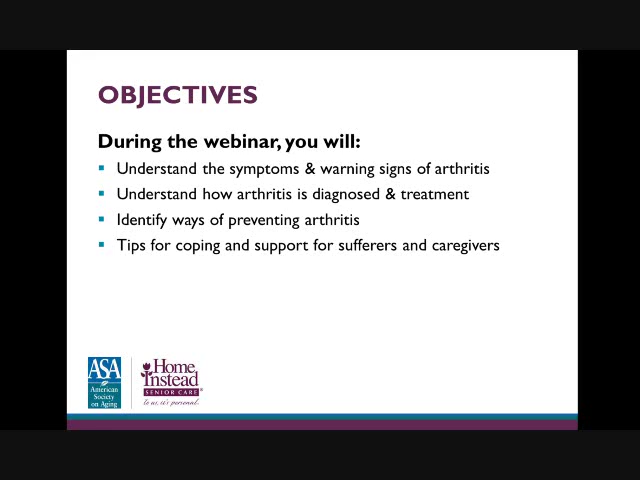 OBJECTIVES
During the webinar, you will:
Understand the symptoms & warning signs of arthritis
Understand how arthritis is diagnosed & treatment
Identify ways of preventing arthritis
Tips for coping and support for sufferers and caregivers
ASA
American
Society
on Aging
Home
Instead
SENIOR CARE
to us, it's personal.